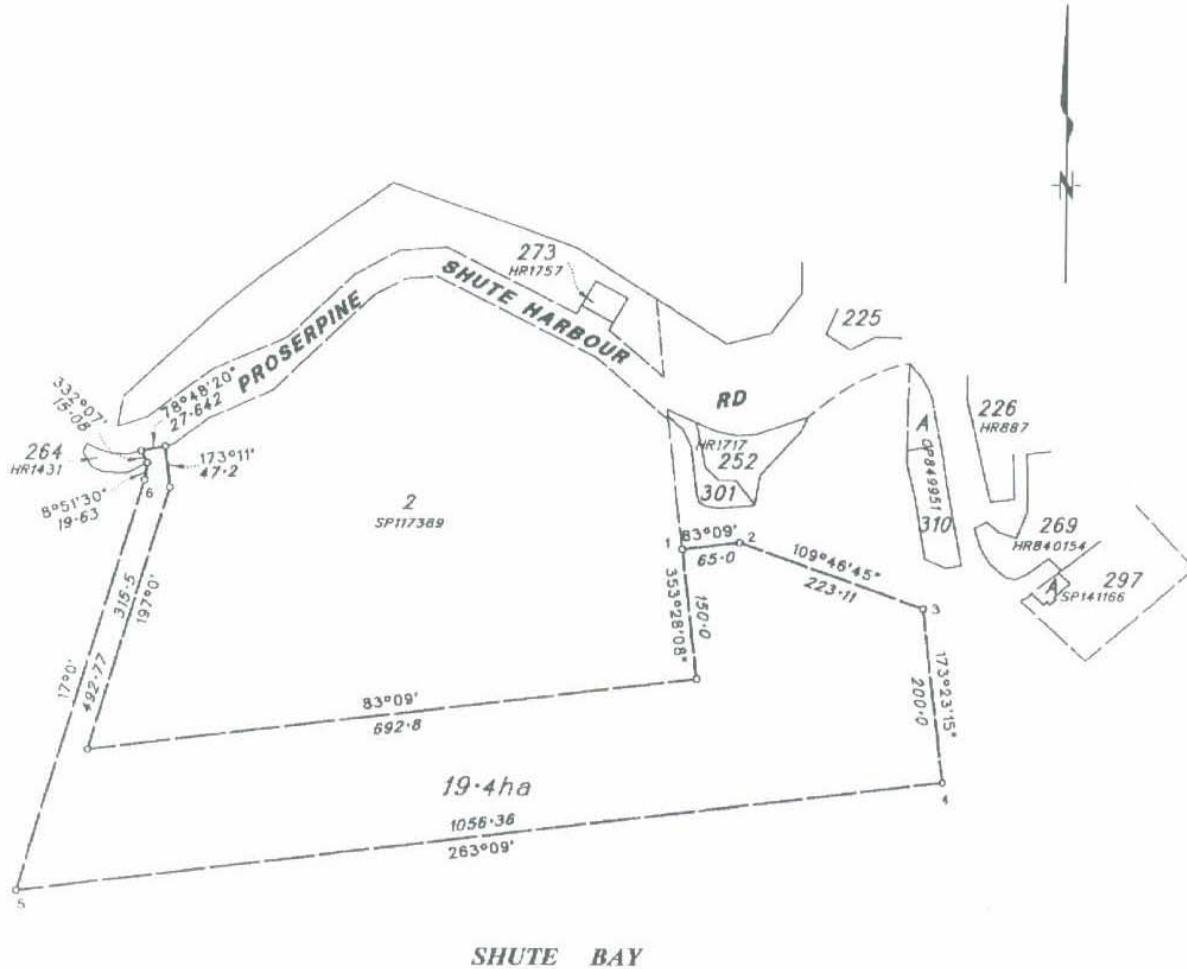 N
273
HR1757
225
PROSERPINE
SHUTE HARBOUR
RD
332°07'
15·08
78°48'20"
27·642
264
HR1431
173°11'
47·2
8°51'30"
19·63
6
2
SP117389
HR1717
252
301
A
GP849951
310
226
HR887
269
HR840154
297
A
SP141166
1
83°09'
65·0
2
109°46'45"
223·11
3
353°28'08"
150·0
173°23'15"
200·0
17°0'
315·5
197°0'
492·77
83°09'
692·8
19·4ha
1056·36
263°09'
4
5
SHUTE BAY